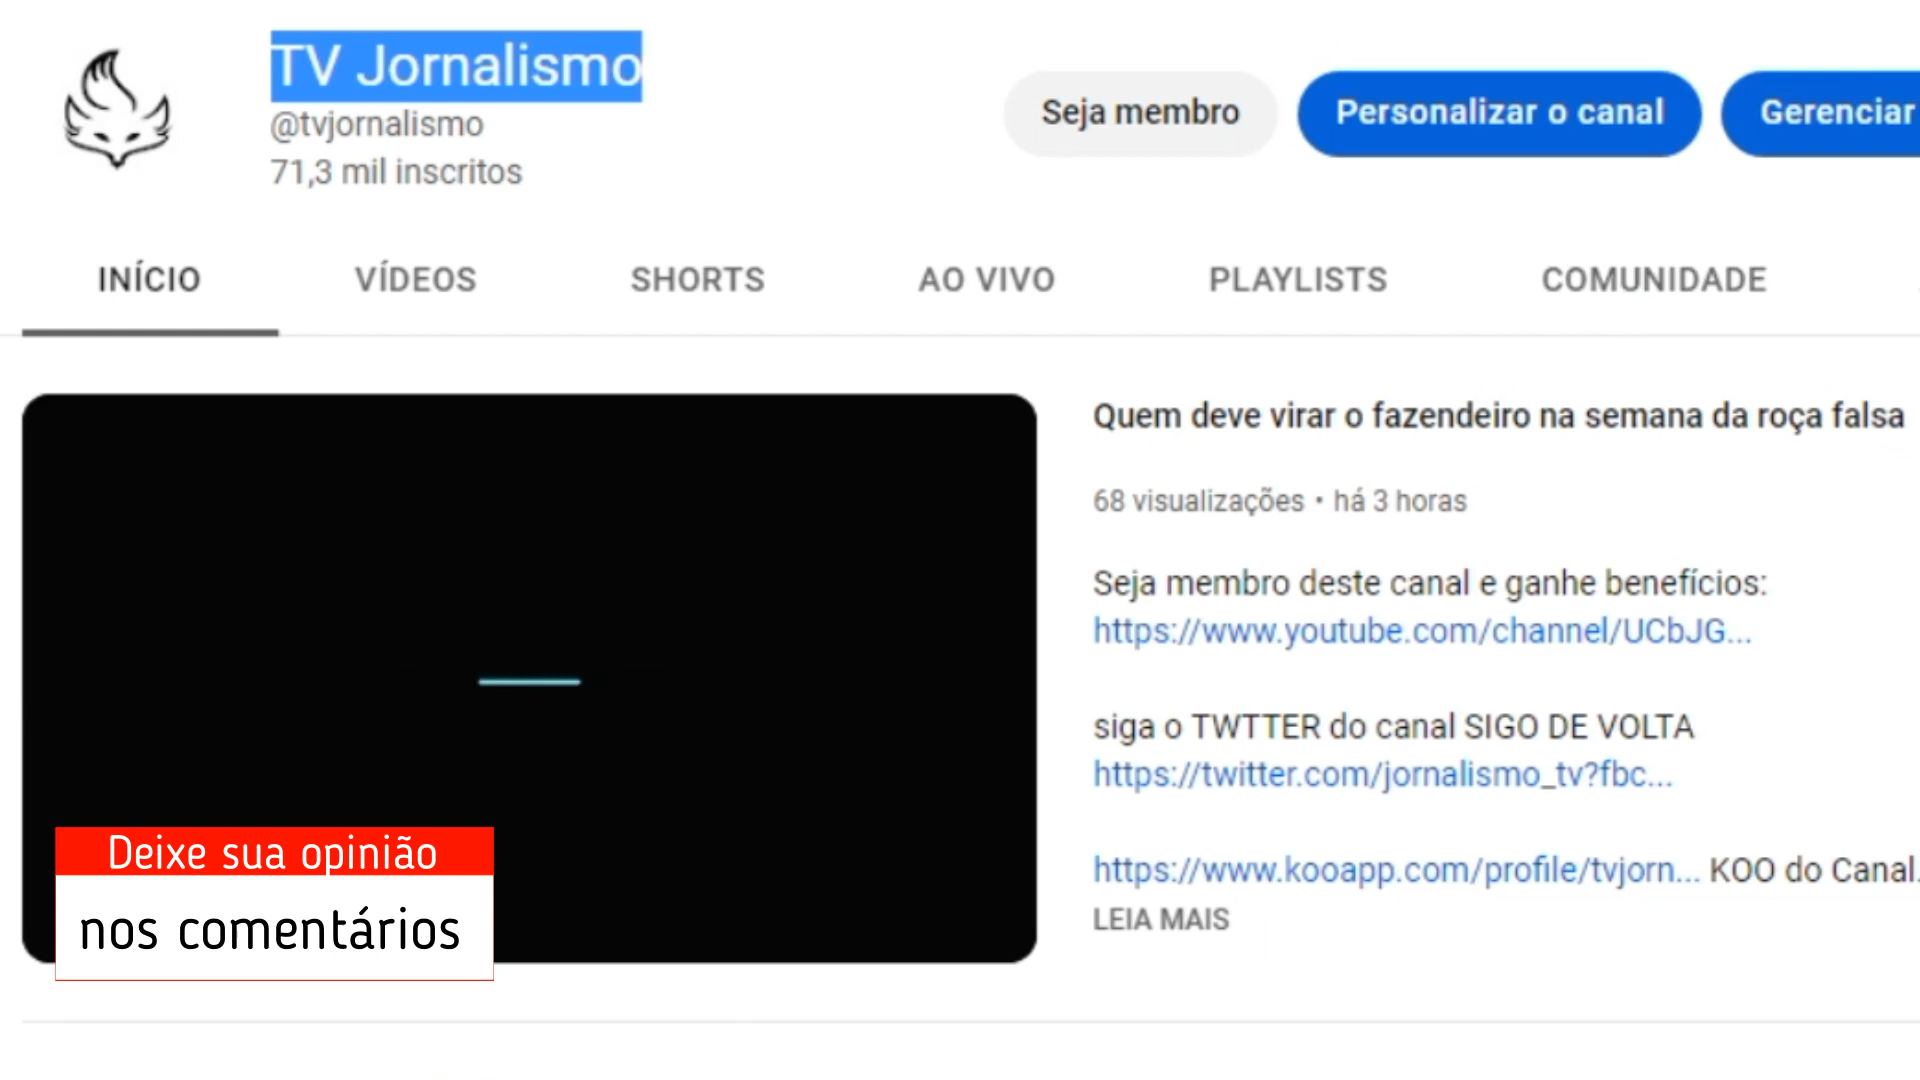 TV Jornalismo
@tvjornalismo
71,3 mil inscritos
Seja membro
Personalizar o canal
Gerenciar
INÍCIO
VÍDEOS
SHORTS
AO VIVO
PLAYLISTS
COMUNIDADE
Quem deve virar o fazendeiro na semana da roça falsa
68 visualizações • há 3 horas
Seja membro deste canal e ganhe benefícios:
https://www.youtube.com/channel/UCbJG...
siga o TWTTER do canal SIGO DE VOLTA
https://twitter.com/jornalismo_tv?fbc...
https://www.kooapp.com/profile/tvjorn... KOO do Canal.
LEIA MAIS
Deixe sua opinião
nos comentários